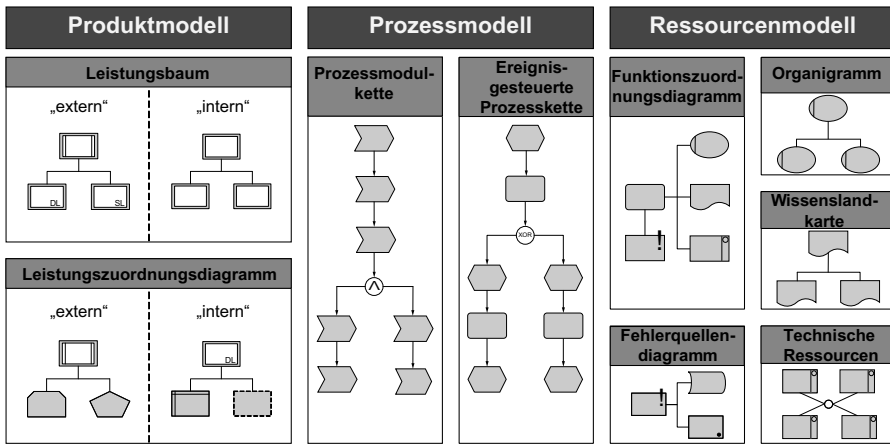 Produktmodell
Leistungsbaum
„extern“
„intern“
DL
SL
Leistungszuordnungsdiagramm
„extern“
„intern“
DL
Prozessmodell
Prozessmodul-
kette
Ereignis-
gesteuerte
Prozesskette
XOR
Ressourcenmodell
Funktionszuord-
nungsdiagramm
!
Organigramm
Wissensland-
karte
Fehlerquellen-
diagramm
!
Technische
Ressourcen